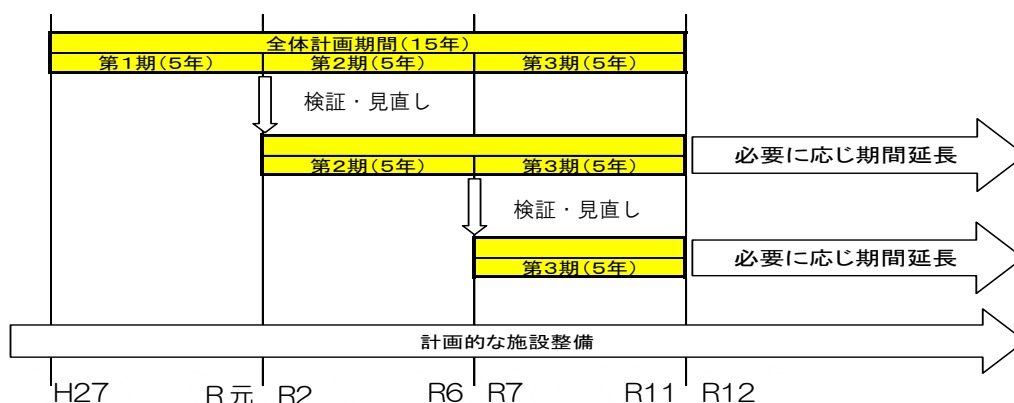 全体計画期間(15年)
第1期(5年) 第2期(5年) 第3期(5年)
検証・見直し
必要に応じ期間延長
第2期(5年) 第3期(5年)
検証・見直し
必要に応じ期間延長
第3期(5年)
計画的な施設整備
H27 R元 R2 R6 R7 R11 R12